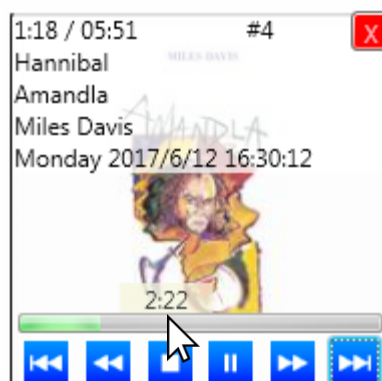 1:18 / 05:51 #4 X
Hannibal
MILES DAVIS
Amandla
Miles Davis
AMANDLA
Monday 2017/6/12 16:30:12
2:22